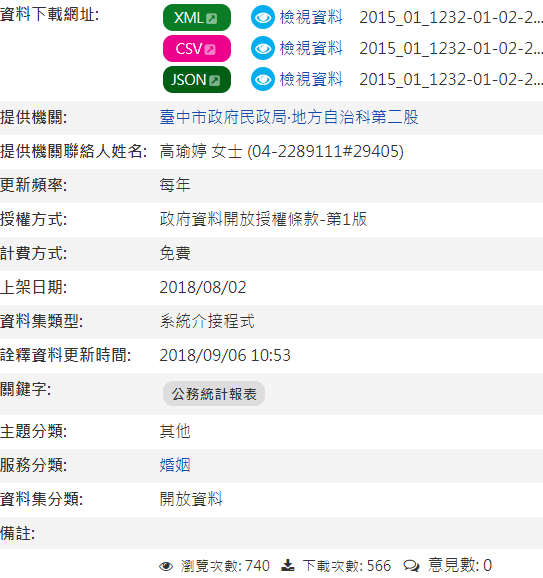 資料下載網址: XML 檢視資料 2015_01_1232-01-02-2...
CSV 檢視資料 2015_01_1232-01-02-2...
JSON 檢視資料 2015_01_1232-01-02-2...
提供機關: 臺中市政府民政局‧地方自治科第二股
提供機關聯絡人姓名: 高瑜婷 女士 (04-2289111#29405)
更新頻率: 每年
授權方式: 政府資料開放授權條款-第1版
計費方式: 免費
上架日期: 2018/08/02
資料集類型: 系統介接程式
詮釋資料更新時間: 2018/09/06 10:53
關鍵字: 公務統計報表
主題分類: 其他
服務分類: 婚姻
資料集分類: 開放資料
備註:
瀏覽次數: 740 下載次數: 566 意見數: 0